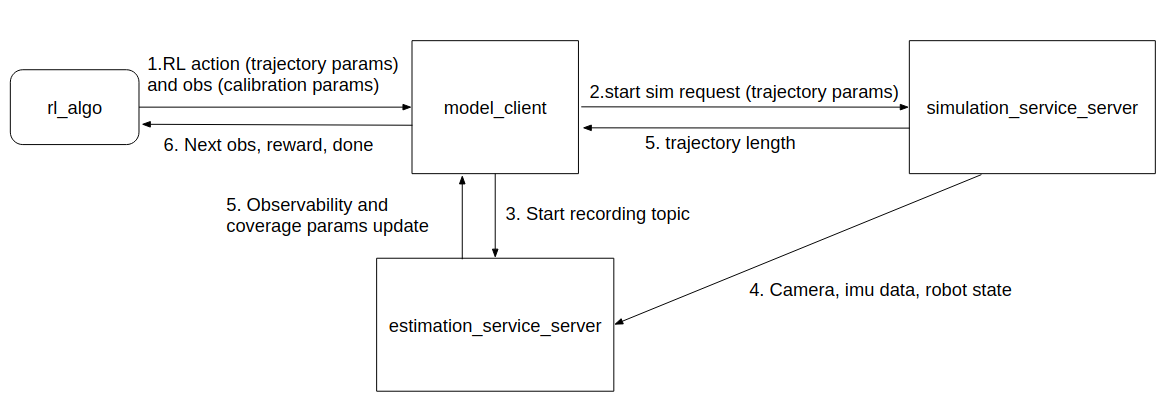 1.RL action (trajectory params)
and obs (calibration params)
rl_algo
6. Next obs, reward, done
model_client
2.start sim request (trajectory params)
5. trajectory length
simulation_service_server
5. Observability and
coverage params update
3. Start recording topic
4. Camera, imu data, robot state
estimation_service_server